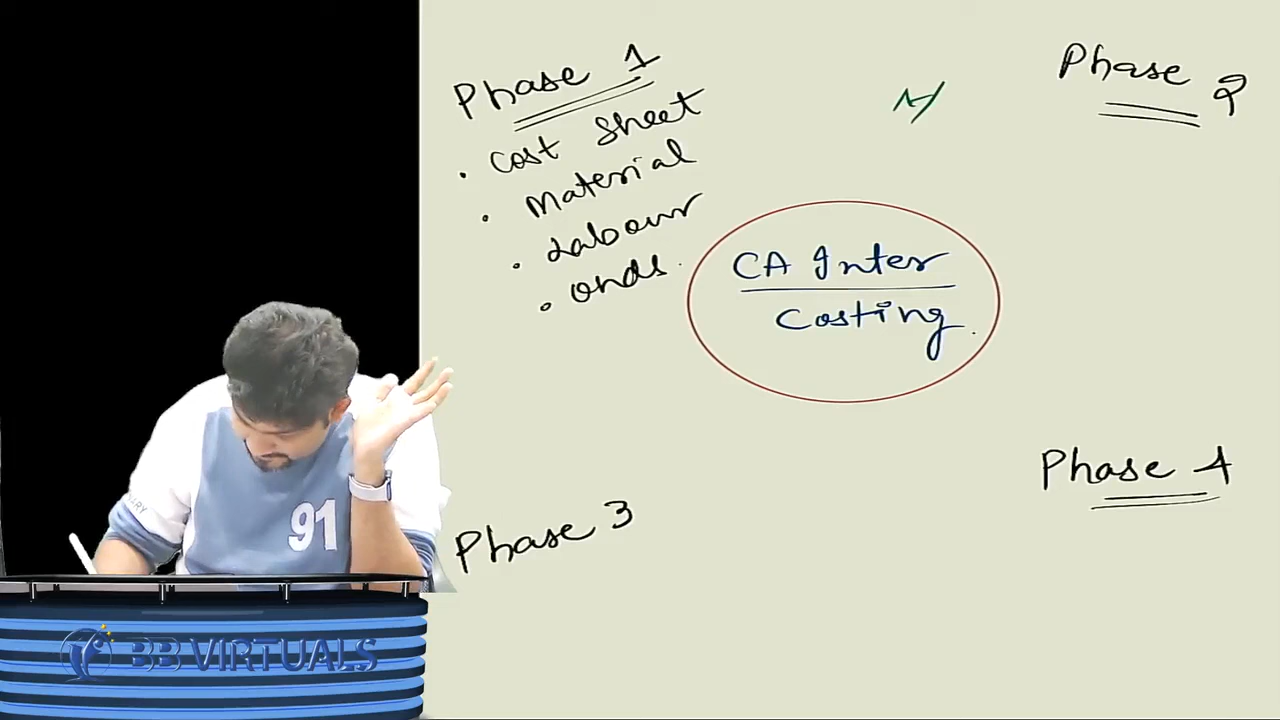 Phase 1
• Cost Sheet
• Material
• Labour
• OHDs.
Phase 2
CA Inter
Costing.
Phase 3
Phase 4
91
BB VIRTUALS